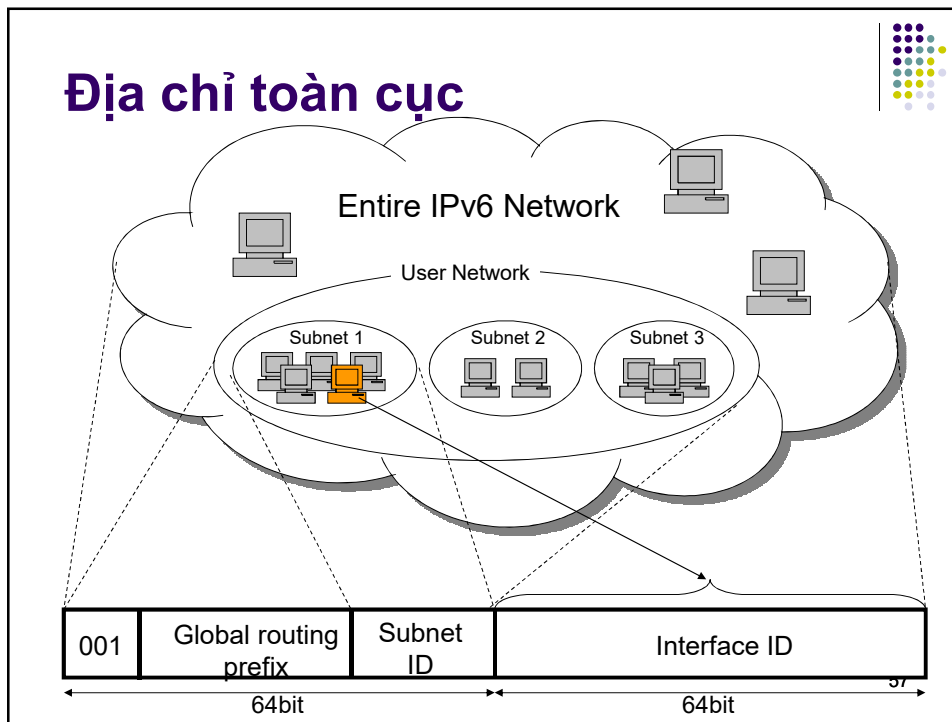 Địa chỉ toàn cục
Entire IPv6 Network
User Network
Subnet 1
Subnet 2
Subnet 3
001
Global routing
prefix
Subnet
ID
Interface ID
57
64bit
64bit